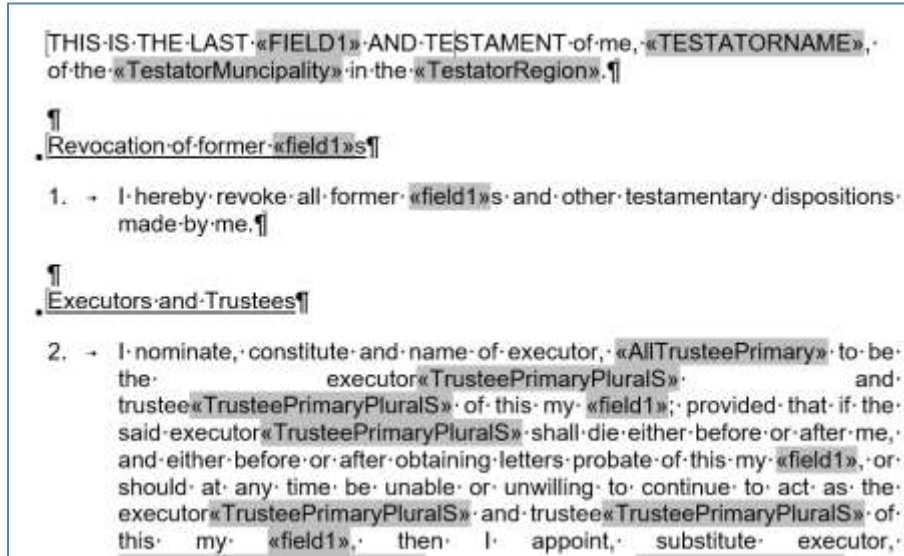 THIS IS THE LAST «FIELD1» AND TESTAMENT of me, «TESTATORNAME»,
of the «TestatorMuncipality» in the «TestatorRegion».¶
¶
Revocation of former «field1»s¶
1. → I hereby revoke all former «field1»s and other testamentary dispositions
made by me.¶
¶
Executors and Trustees¶
2. → I nominate, constitute and name of executor, «AllTrusteePrimary» to be
the executor«TrusteePrimaryPluralS» and
trustee«TrusteePrimaryPluralS» of this my «field1»; provided that if the
said executor«TrusteePrimaryPluralS» shall die either before or after me,
and either before or after obtaining letters probate of this my «field1», or
should at any time be unable or unwilling to continue to act as the
executor«TrusteePrimaryPluralS» and trustee«TrusteePrimaryPluralS» of
this my «field1», then I appoint, substitute executor,